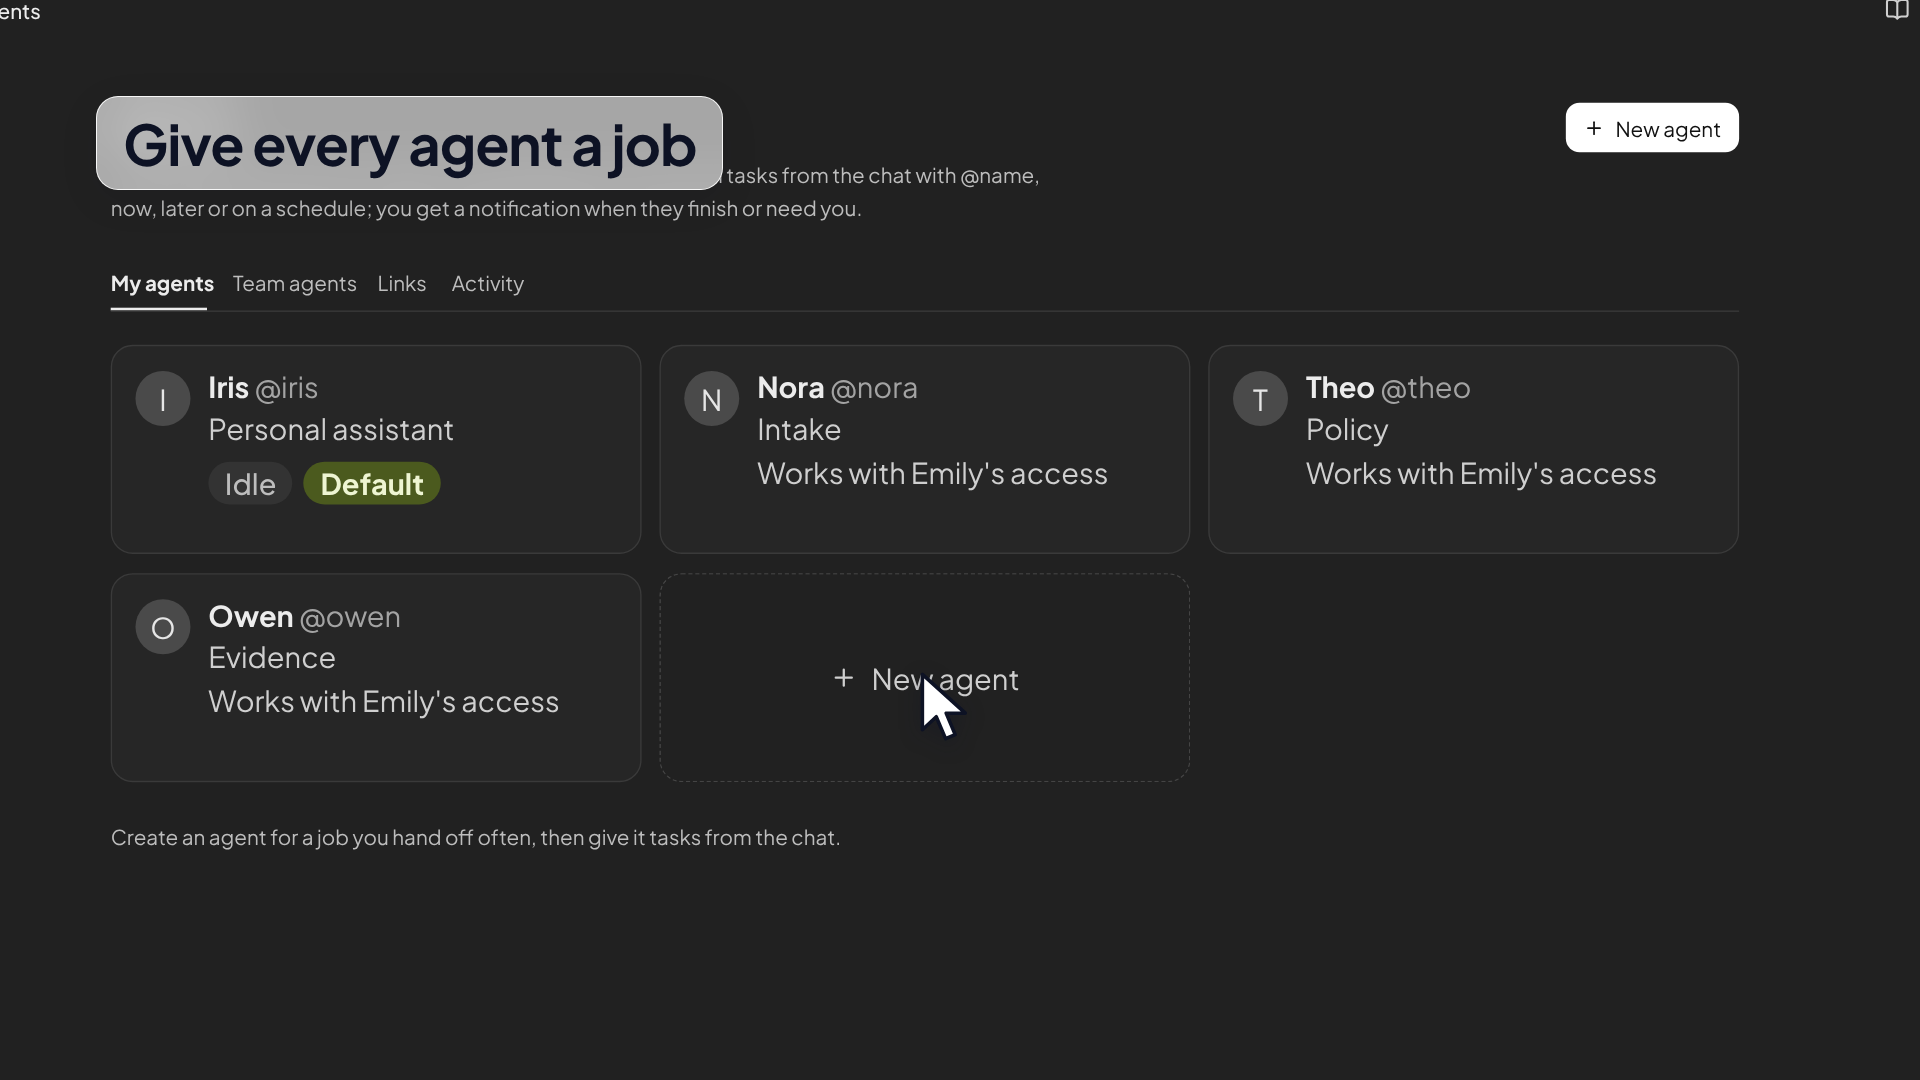 ents
Give every agent a job
tasks from the chat with @name,
now, later or on a schedule; you get a notification when they finish or need you.
+ New agent
My agents Team agents Links Activity
I
Iris @iris
Personal assistant
Idle Default
N
Nora @nora
Intake
Works with Emily's access
T
Theo @theo
Policy
Works with Emily's access
O
Owen @owen
Evidence
Works with Emily's access
+ New agent
Create an agent for a job you hand off often, then give it tasks from the chat.